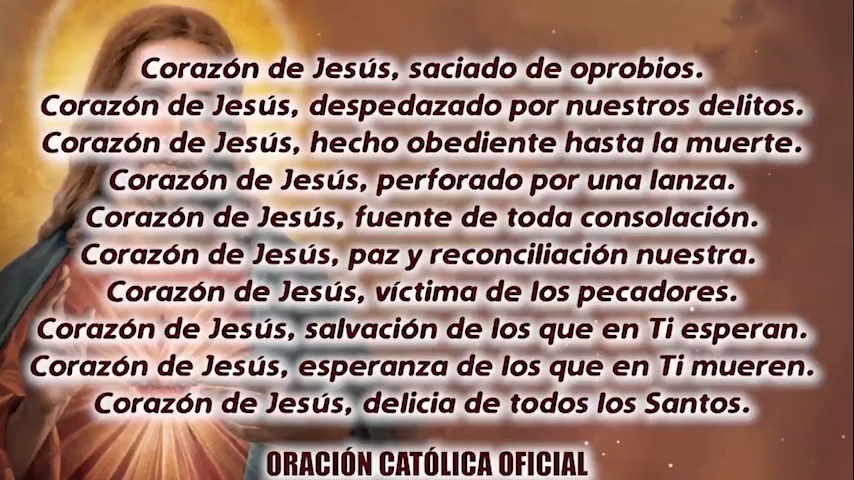 Corazón de Jesús, saciado de oprobios.
Corazón de Jesús, despedazado por nuestros delitos.
Corazón de Jesús, hecho obediente hasta la muerte.
Corazón de Jesús, perforado por una lanza.
Corazón de Jesús, fuente de toda consolación.
Corazón de Jesús, paz y reconciliación nuestra.
Corazón de Jesús, víctima de los pecadores.
Corazón de Jesús, salvación de los que en Ti esperan.
Corazón de Jesús, esperanza de los que en Ti mueren.
Corazón de Jesús, delicia de todos los Santos.
ORACIÓN CATÓLICA OFICIAL